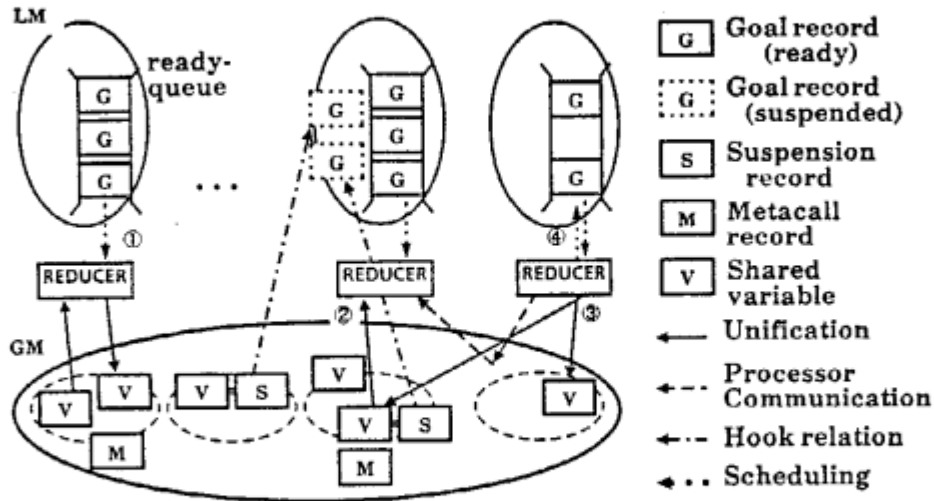 LM
ready-
queue
G
G
G
①
REDUCER
. . .
G
G
G
G
G
②
REDUCER
G
G
④
REDUCER
③
GM
V
V
M
V
S
V
V
S
M
V
G
Goal record
(ready)
G
Goal record
(suspended)
S
Suspension
record
M
Metacall
record
V
Shared
variable
Unification
Processor
Communication
Hook relation
Scheduling